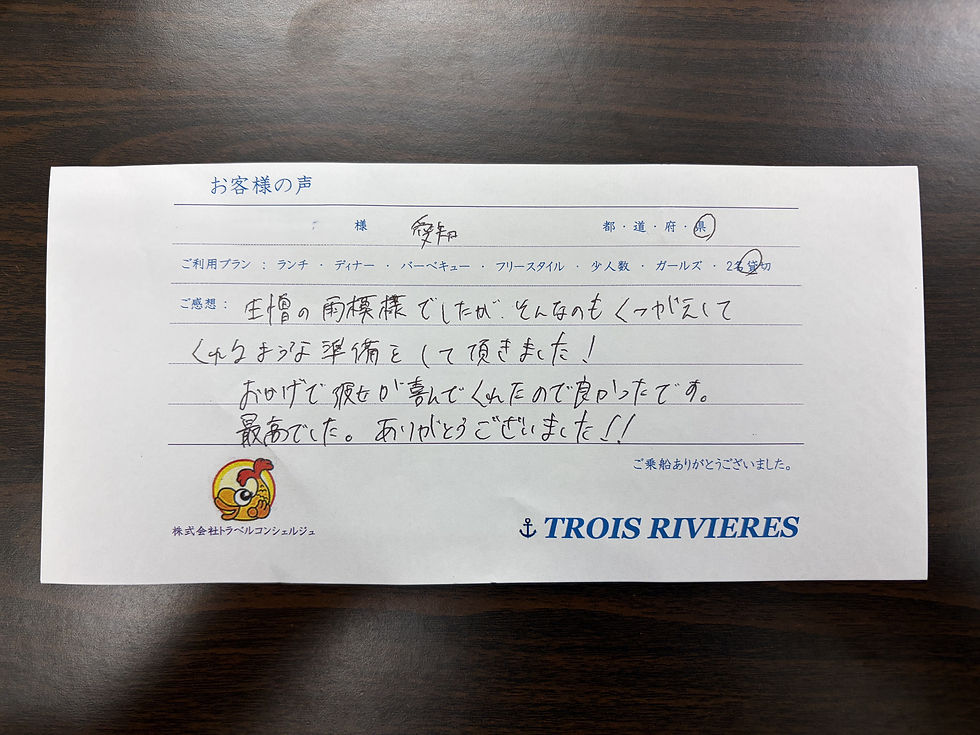 お客様の声
様 愛知 都・道・府・県
ご利用プラン : ランチ ・ ディナー ・ バーベキュー ・ フリースタイル ・ 少人数 ・ ガールズ ・ 2名貸切
ご感想 : 生憎の雨模様でしたが、そんなのもくつがえして
くれるような準備をして頂きました!
おかげで彼女が喜んでくれたので良かったです。
最高でした。ありがとうございました!!
ご乗船ありがとうございました。
株式会社トラベルコンシェルジュ
TROIS RIVIERES